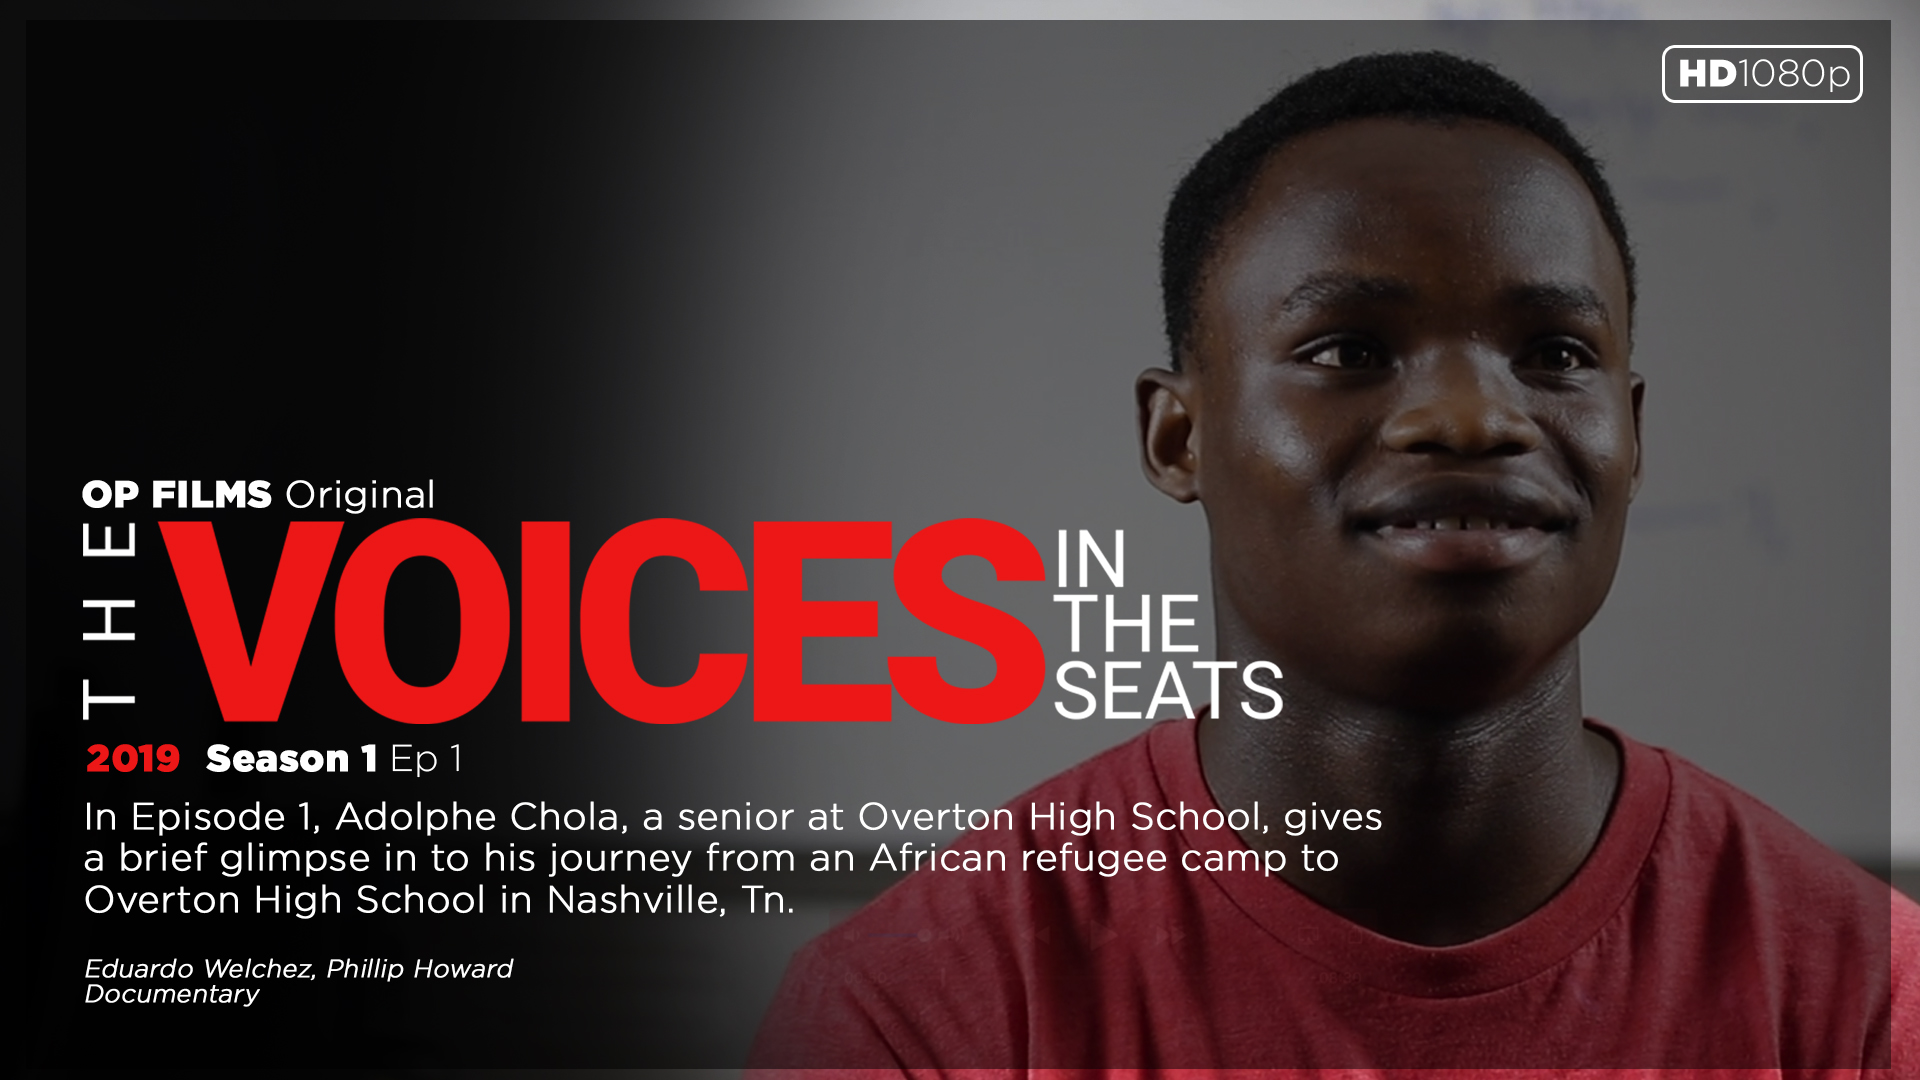 HD1080p
OP FILMS Original
THE VOICES IN THE SEATS
2019 Season 1 Ep 1
In Episode 1, Adolphe Chola, a senior at Overton High School, gives
a brief glimpse in to his journey from an African refugee camp to
Overton High School in Nashville, Tn.
Eduardo Welchez, Phillip Howard
Documentary